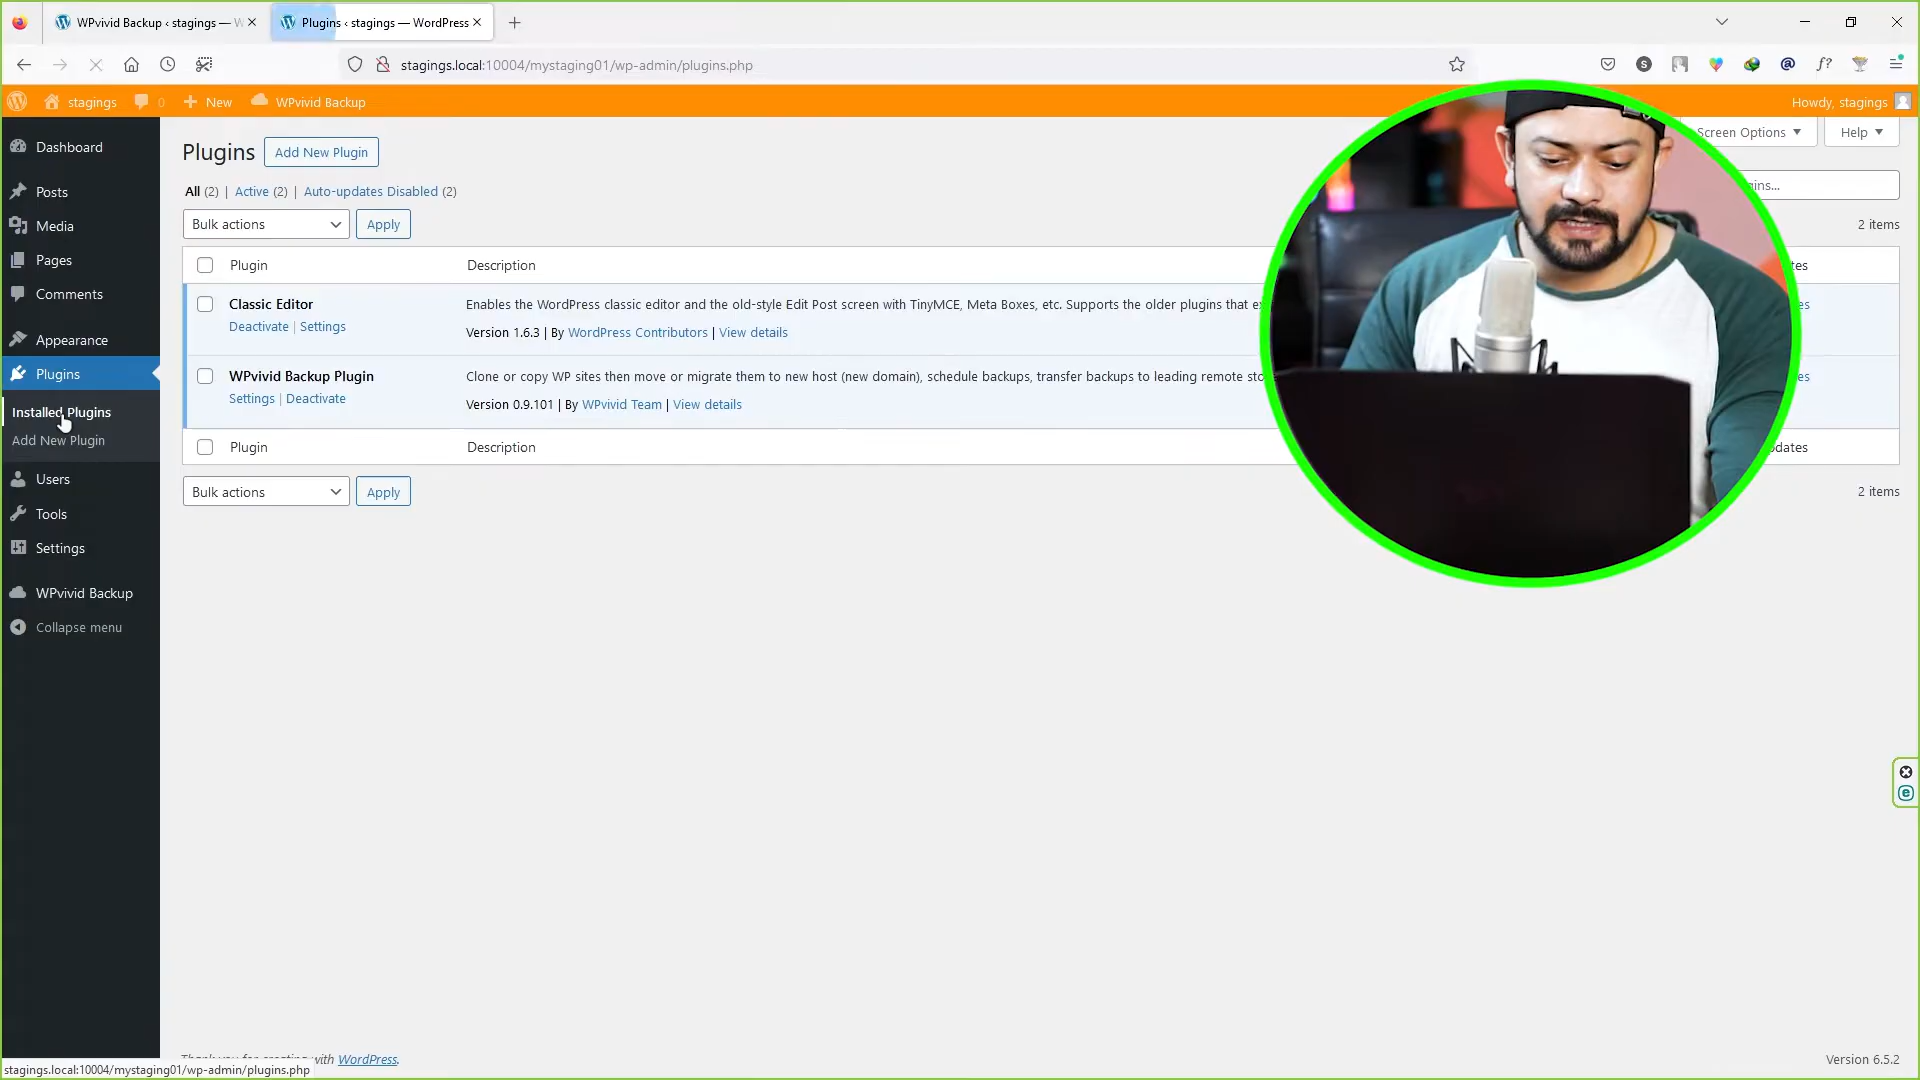 WPvivid Backup ‹ stagings — W
Plugins ‹ stagings — WordPress
stagings.local:10004/mystaging01/wp-admin/plugins.php
stagings 0 New WPvivid Backup Howdy, stagings
Dashboard
Posts
Media
Pages
Comments
Appearance
Plugins
Installed Plugins
Add New Plugin
Users
Tools
Settings
WPvivid Backup
Collapse menu
Plugins Add New Plugin
Screen Options Help
All (2) | Active (2) | Auto-updates Disabled (2)
Bulk actions Apply
2 items
Plugin Description
Classic Editor
Deactivate | Settings
Enables the WordPress classic editor and the old-style Edit Post screen with TinyMCE, Meta Boxes, etc. Supports the older plugins that
Version 1.6.3 | By WordPress Contributors | View details
WPvivid Backup Plugin
Settings | Deactivate
Clone or copy WP sites then move or migrate them to new host (new domain), schedule backups, transfer backups to leading remote
Version 0.9.101 | By WPvivid Team | View details
Plugin Description
Bulk actions Apply
2 items
Thank you for creating with WordPress.
Version 6.5.2
stagings.local:10004/mystaging01/wp-admin/plugins.php